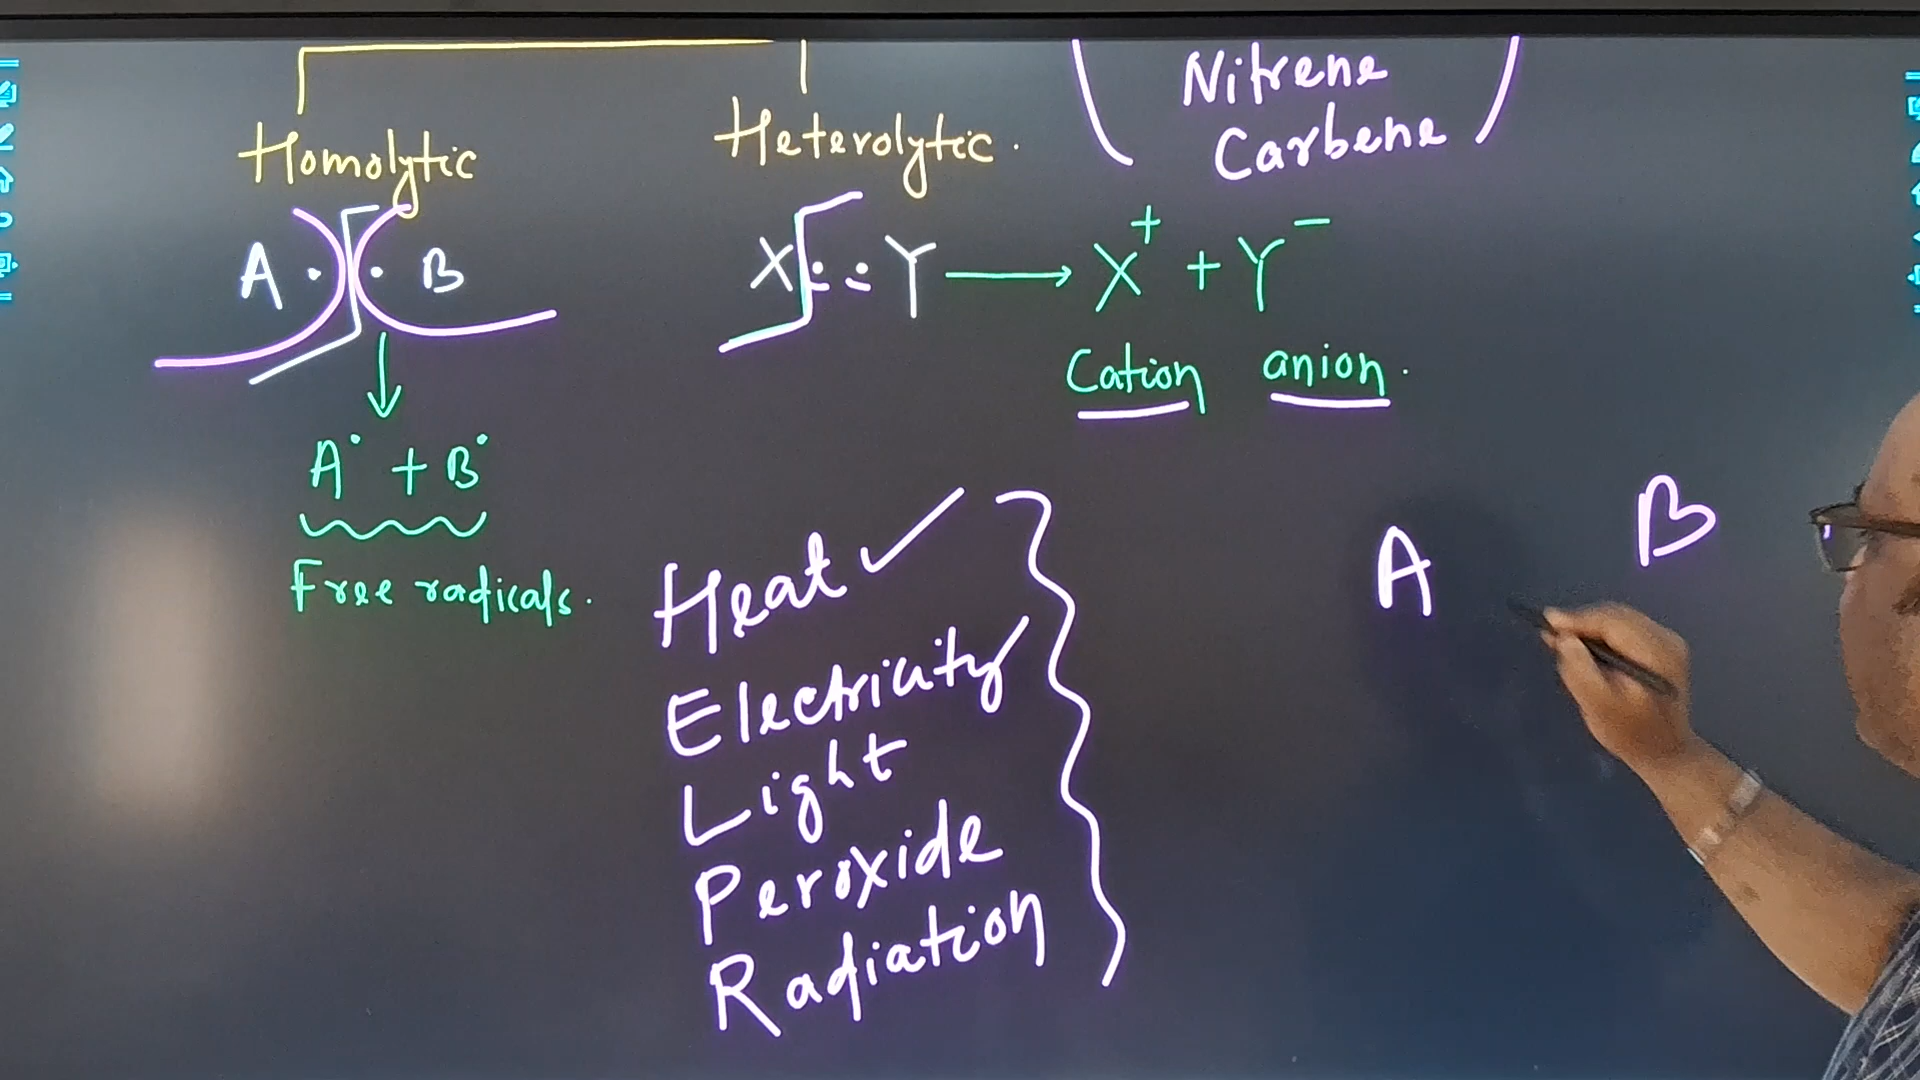 Homolytic
Heterolytic.
Nitrene
Carbene
A · · B
X : : Y → X⁺ + Y⁻
Cation anion.
A˙ + B˙
Free radicals.
Heat ✓
Electricity
Light
Peroxide
Radiation
A B